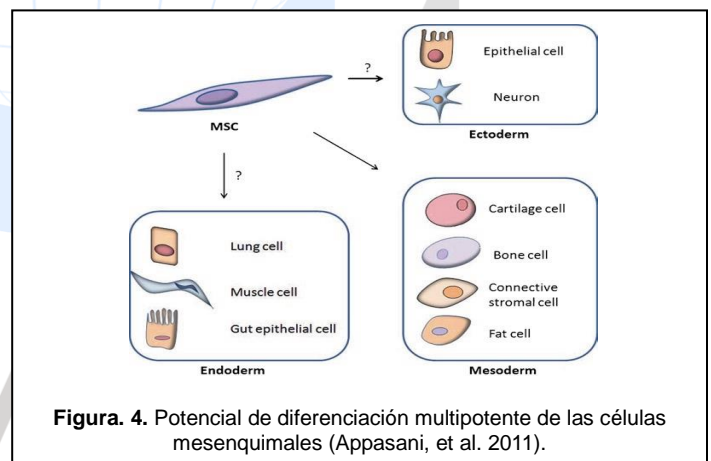 ?
Epithelial cell
Neuron
Ectoderm
MSC
?
Cartilage cell
Bone cell
Connective
stromal cell
Fat cell
Mesoderm
Lung cell
Muscle cell
Gut epithelial cell
Endoderm
Figura. 4. Potencial de diferenciación multipotente de las células
mesenquimales (Appasani, et al. 2011).